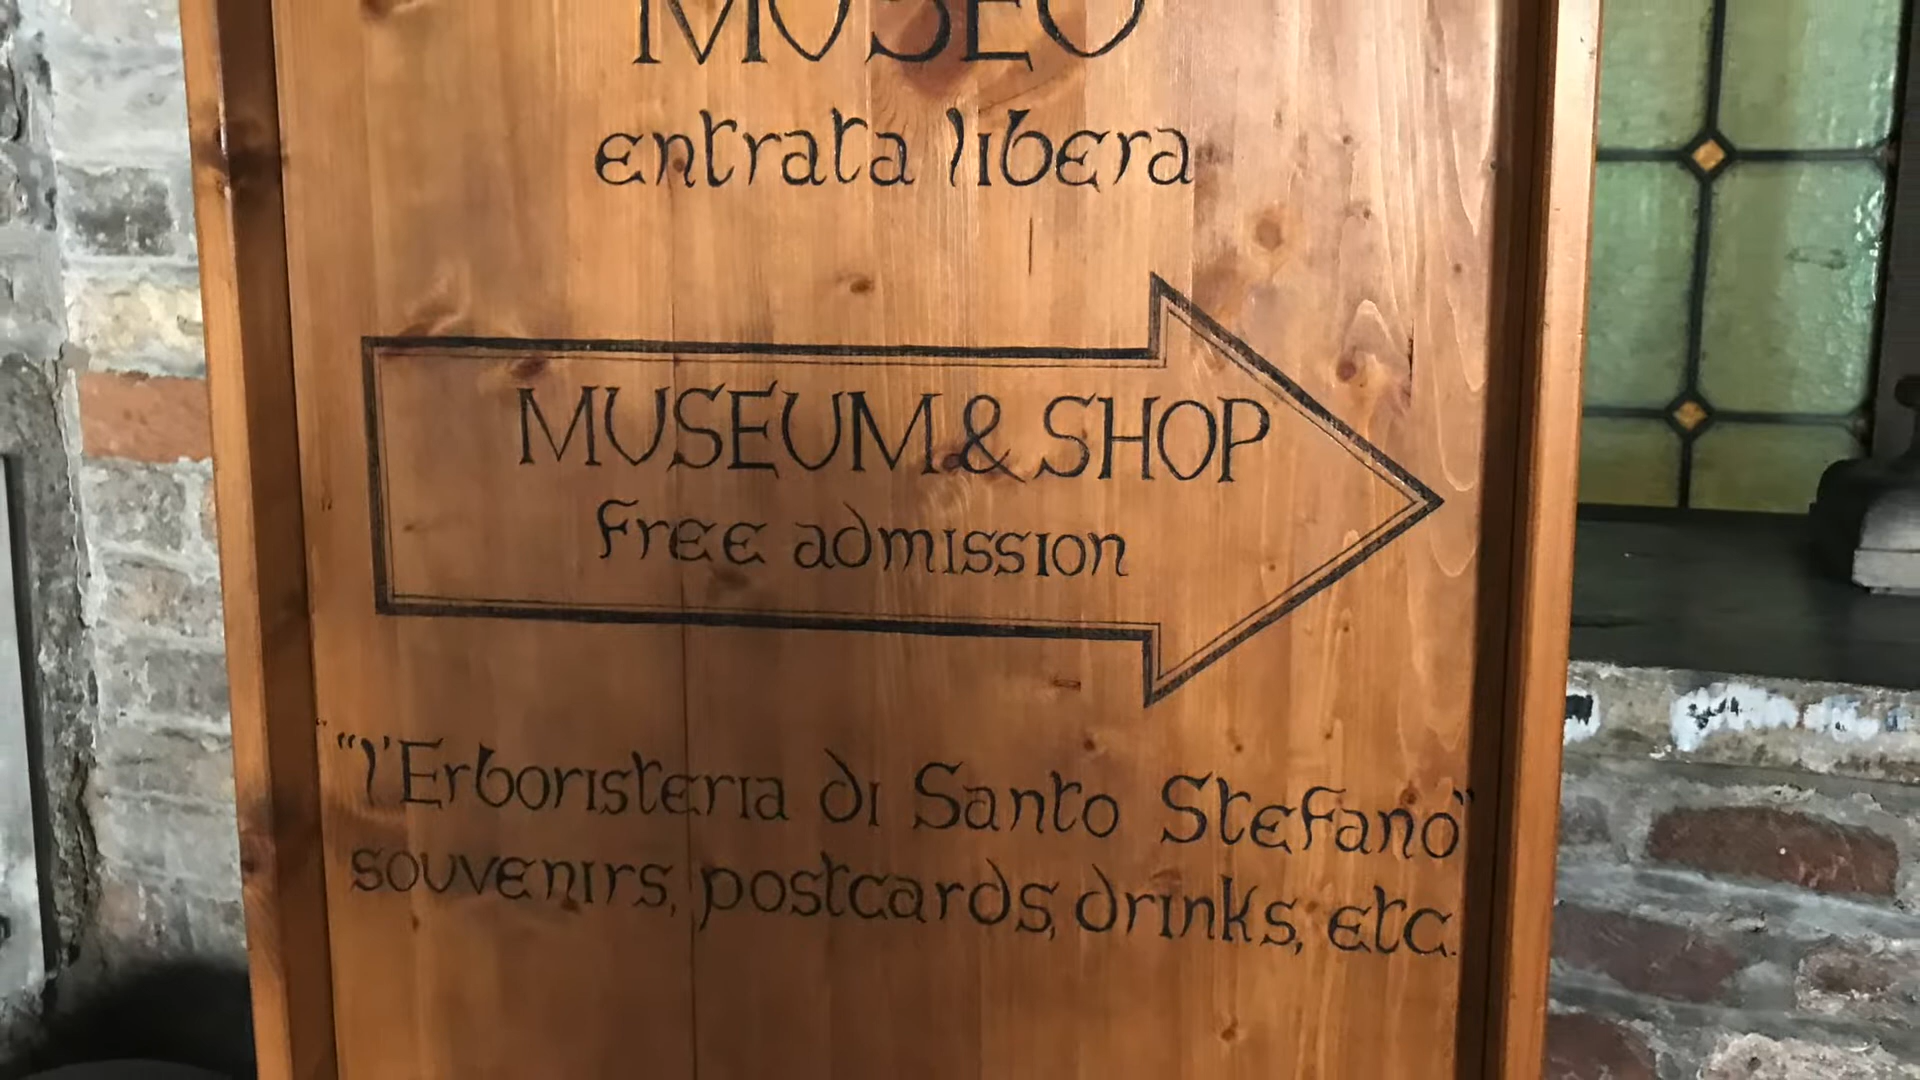 MUSEO
entrata libera
MUSEUM & SHOP
Free admission
"l'Erboristeria di Santo Stefano"
souvenirs, postcards, drinks, etc.